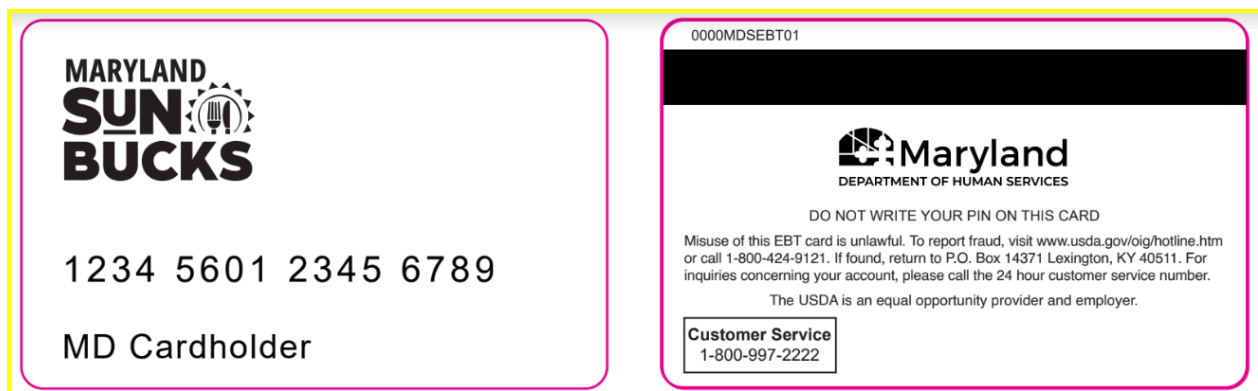 MARYLAND
SUN
BUCKS
1234 5601 2345 6789
MD Cardholder
0000MDSEBT01
Maryland
DEPARTMENT OF HUMAN SERVICES
DO NOT WRITE YOUR PIN ON THIS CARD
Misuse of this EBT card is unlawful. To report fraud, visit www.usda.gov/oig/hotline.htm
or call 1-800-424-9121. If found, return to P.O. Box 14371 Lexington, KY 40511. For
inquiries concerning your account, please call the 24 hour customer service number.
The USDA is an equal opportunity provider and employer.
Customer Service
1-800-997-2222